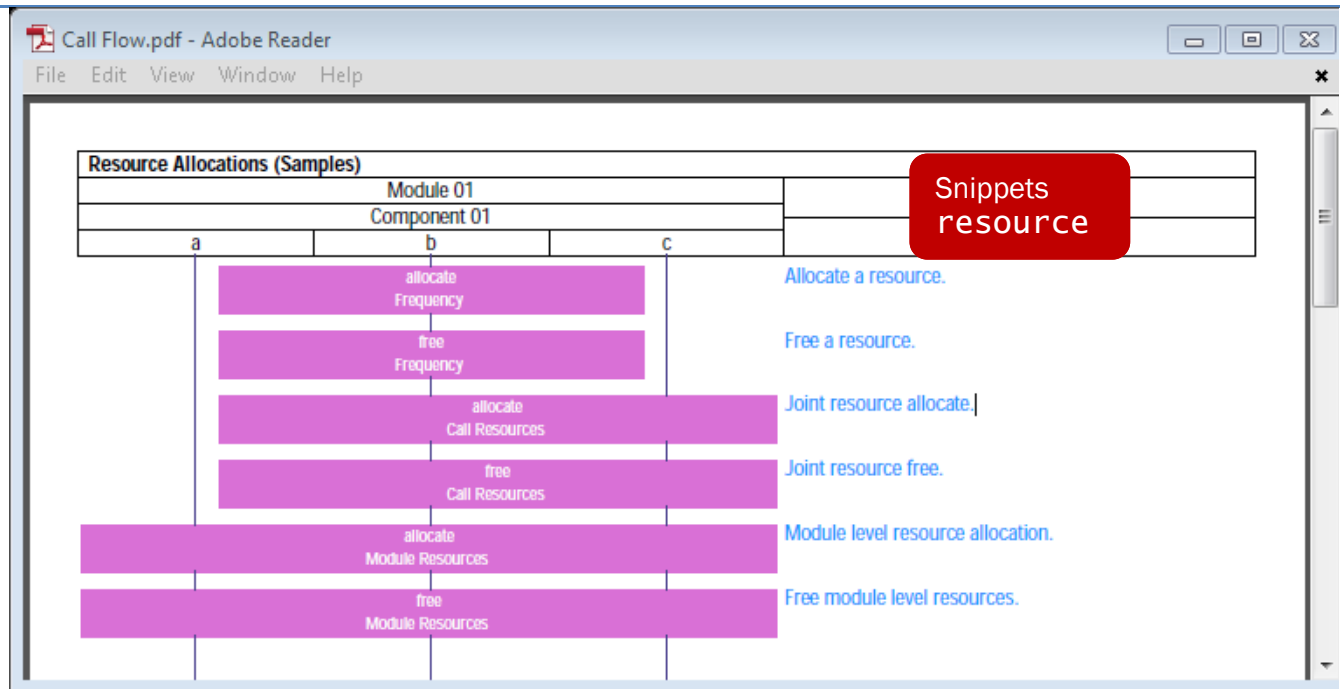 Call Flow.pdf - Adobe Reader
File Edit View Window Help
Resource Allocations (Samples)
Module 01
Component 01
a b c
Snippets
resource
allocate
Frequency
Allocate a resource.
free
Frequency
Free a resource.
allocate
Call Resources
Joint resource allocate.
free
Call Resources
Joint resource free.
allocate
Module Resources
Module level resource allocation.
free
Module Resources
Free module level resources.